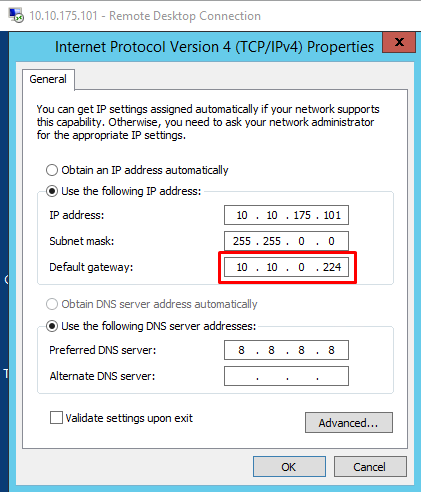 10.10.175.101 - Remote Desktop Connection
Internet Protocol Version 4 (TCP/IPv4) Properties
x
General
You can get IP settings assigned automatically if your network supports
this capability. Otherwise, you need to ask your network administrator
for the appropriate IP settings.
Obtain an IP address automatically
Use the following IP address:
IP address: 10 . 10 . 175 . 101
Subnet mask: 255 . 255 . 0 . 0
Default gateway: 10 . 10 . 0 . 224
Obtain DNS server address automatically
Use the following DNS server addresses:
Preferred DNS server: 8 . 8 . 8 . 8
Alternate DNS server: . . .
Validate settings upon exit
Advanced...
OK Cancel